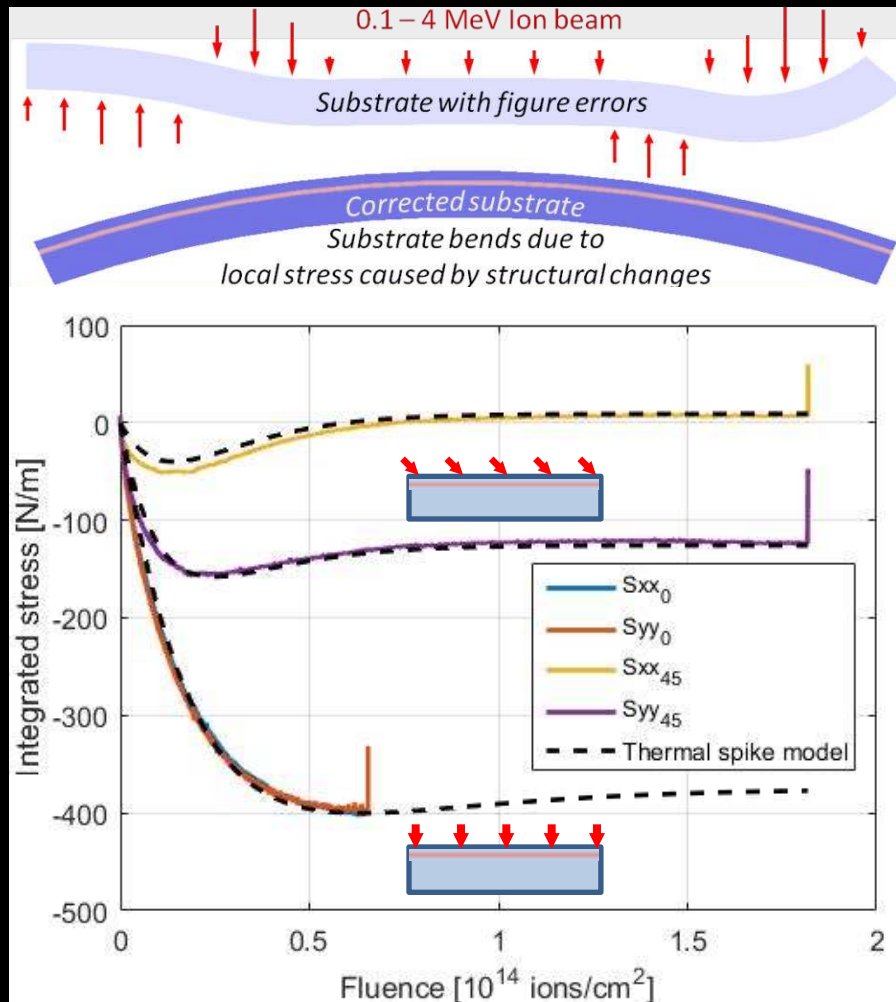 0.1 – 4 MeV Ion beam
Substrate with figure errors
Corrected substrate
Substrate bends due to
local stress caused by structural changes
Integrated stress [N/m]
100
0
-100
-200
-300
-400
-500
Sxx₀
Syy₀
Sxx₄₅
Syy₄₅
Thermal spike model
0 0.5 1 1.5 2
Fluence [10¹⁴ ions/cm²]